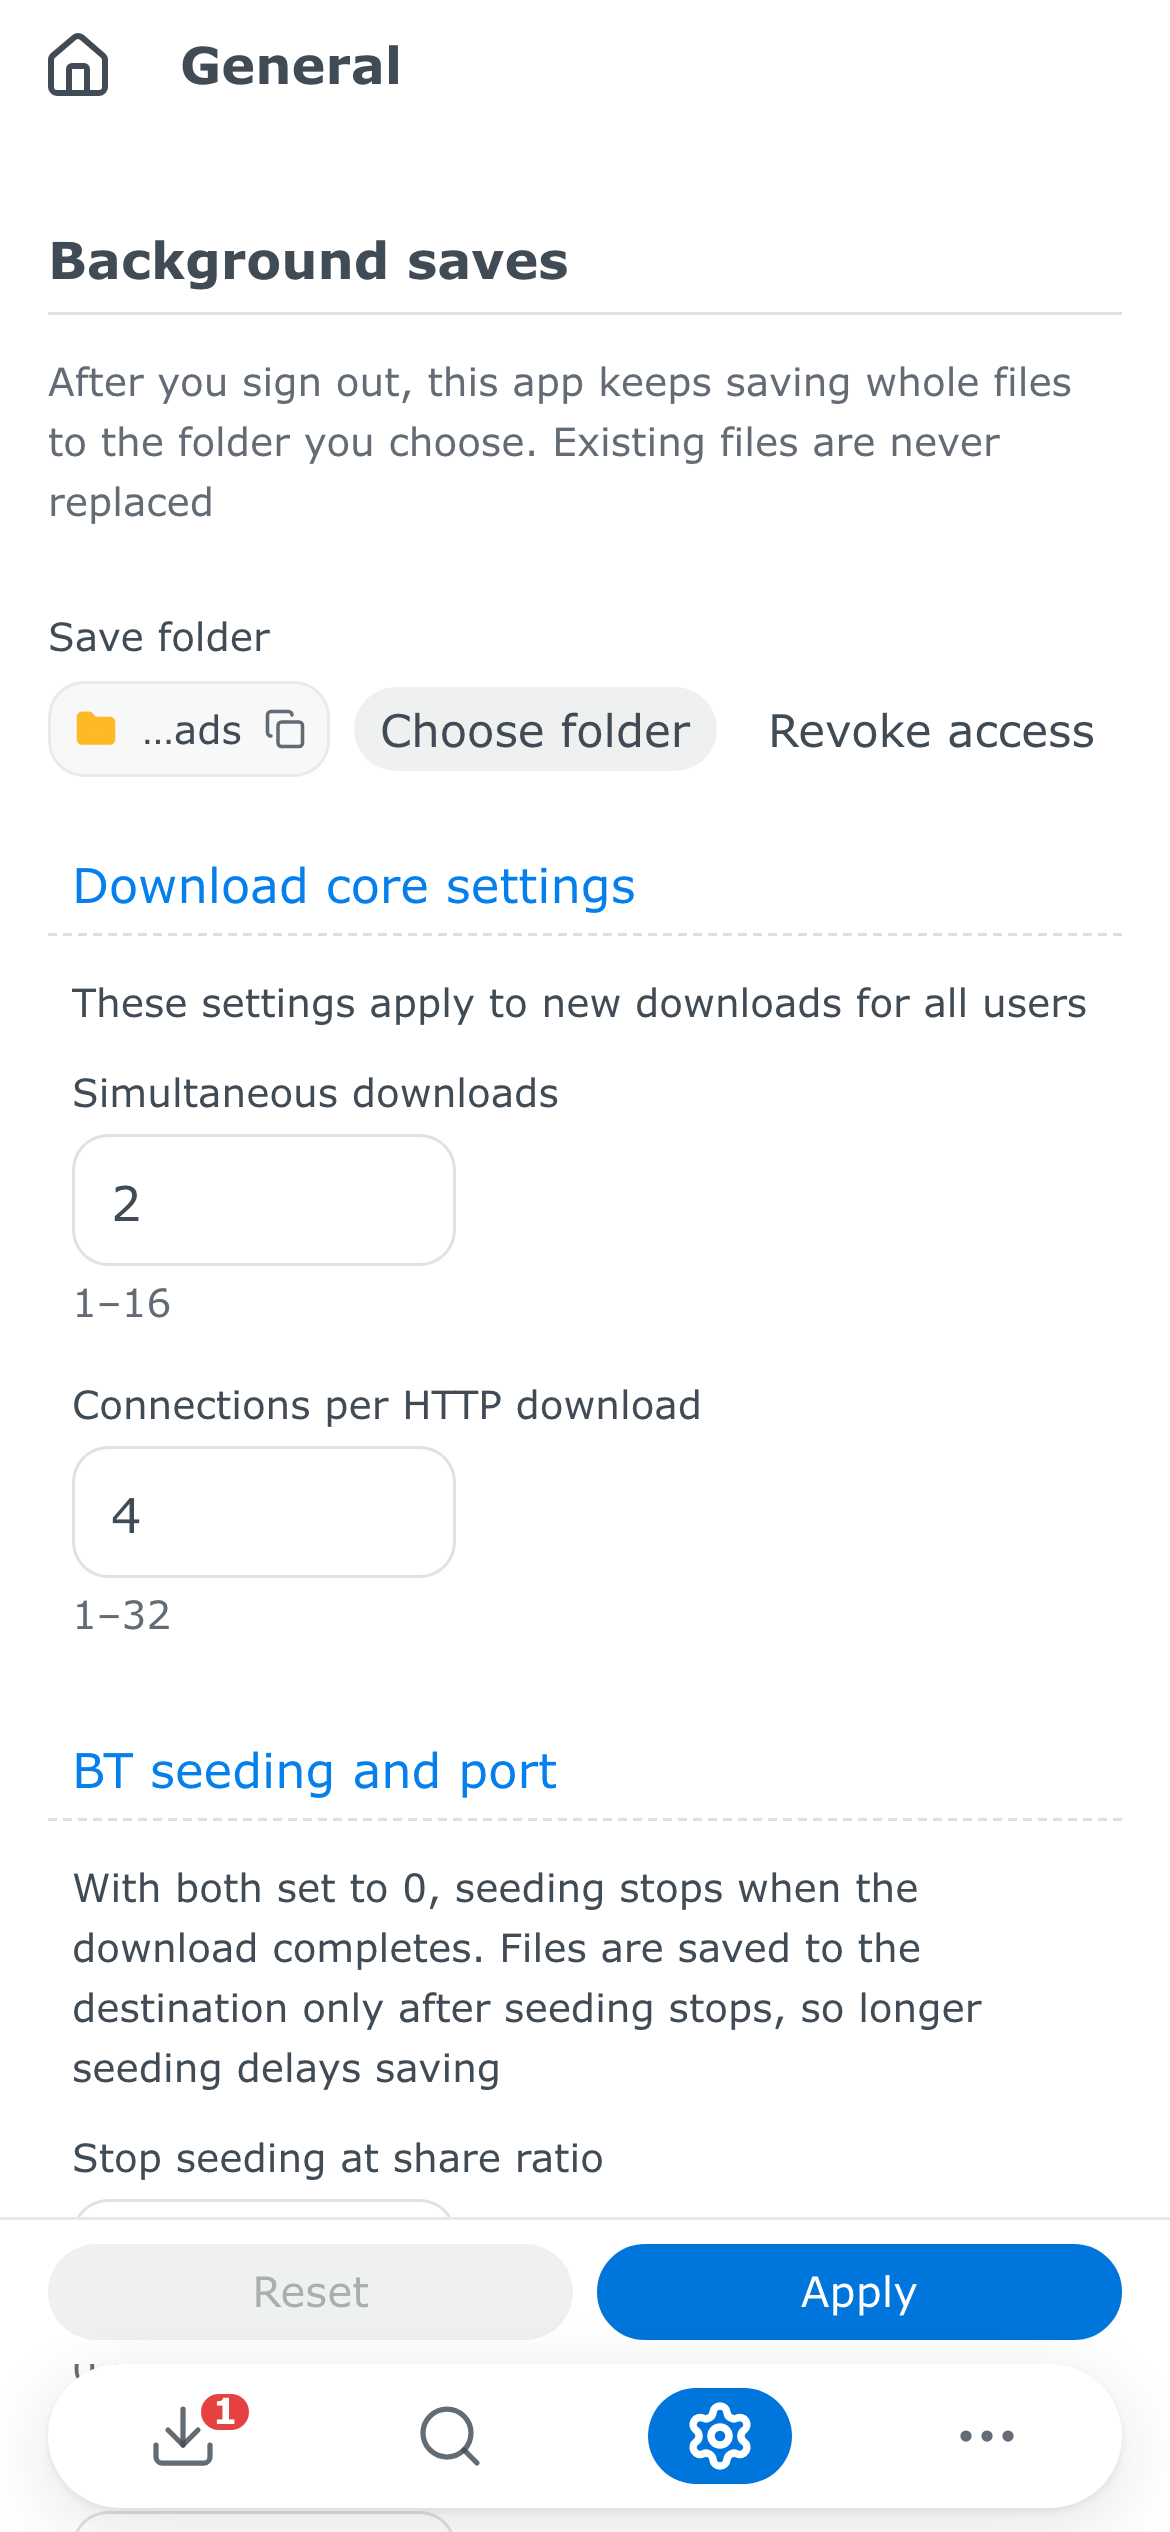 General
Background saves
After you sign out, this app keeps saving whole files
to the folder you choose. Existing files are never
replaced
Save folder
...ads
Choose folder
Revoke access
Download core settings
These settings apply to new downloads for all users
Simultaneous downloads
2
1–16
Connections per HTTP download
4
1–32
BT seeding and port
With both set to 0, seeding stops when the
download completes. Files are saved to the
destination only after seeding stops, so longer
seeding delays saving
Stop seeding at share ratio
Reset
Apply
1